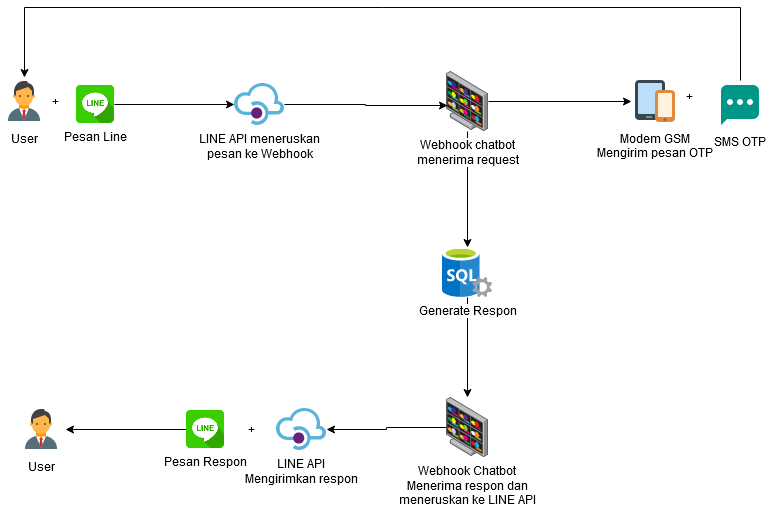 +
LINE
+
User
Pesan Line
LINE API meneruskan
pesan ke Webhook
Webhook chatbot
menerima request
Modem GSM
Mengirim pesan OTP
SMS OTP
SQL
Generate Respon
LINE
+
User
Pesan Respon
LINE API
Mengirimkan respon
Webhook Chatbot
Menerima respon dan
meneruskan ke LINE API